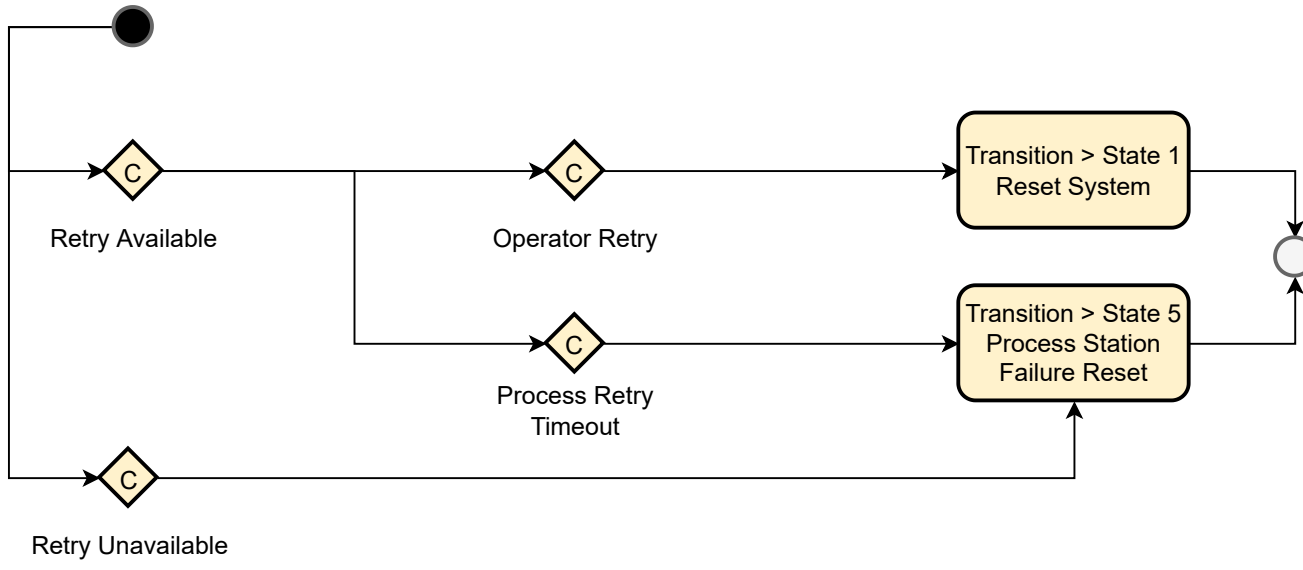 C
Retry Available
C
Operator Retry
Transition > State 1
Reset System
C
Process Retry
Timeout
Transition > State 5
Process Station
Failure Reset
C
Retry Unavailable